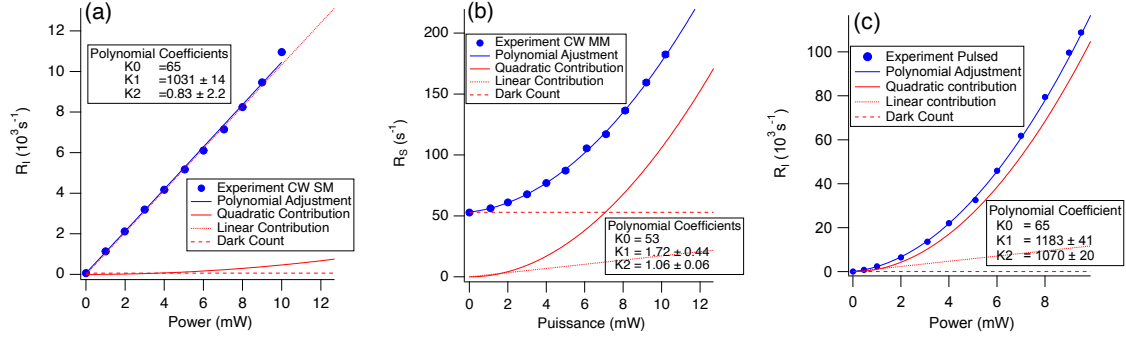 (a)
12
10
8
6
4
2
0
R_I (10^3 s^-1)
Polynomial Coefficients
K0 =65
K1 =1031 ± 14
K2 =0.83 ± 2.2
Experiment CW SM
Polynomial Adjustment
Quadratic Contribution
Linear Contribution
Dark Count
0 2 4 6 8 10 12
Power (mW)
(b)
200
150
100
50
0
R_S (s^-1)
Experiment CW MM
Polynomial Ajustment
Quadratic Contribution
Linear Contribution
Dark Count
Polynomial Coefficients
K0 = 53
K1 = 1.72 ± 0.44
K2 = 1.06 ± 0.06
0 2 4 6 8 10 12
Puissance (mW)
(c)
100
80
60
40
20
0
R_I (10^3 s^-1)
Experiment Pulsed
Polynomial Adjustment
Quadratic contribution
Linear contribution
Dark Count
Polynomial Coefficient
K0 = 65
K1 = 1183 ± 41
K2 = 1070 ± 20
0 2 4 6 8
Power (mW)